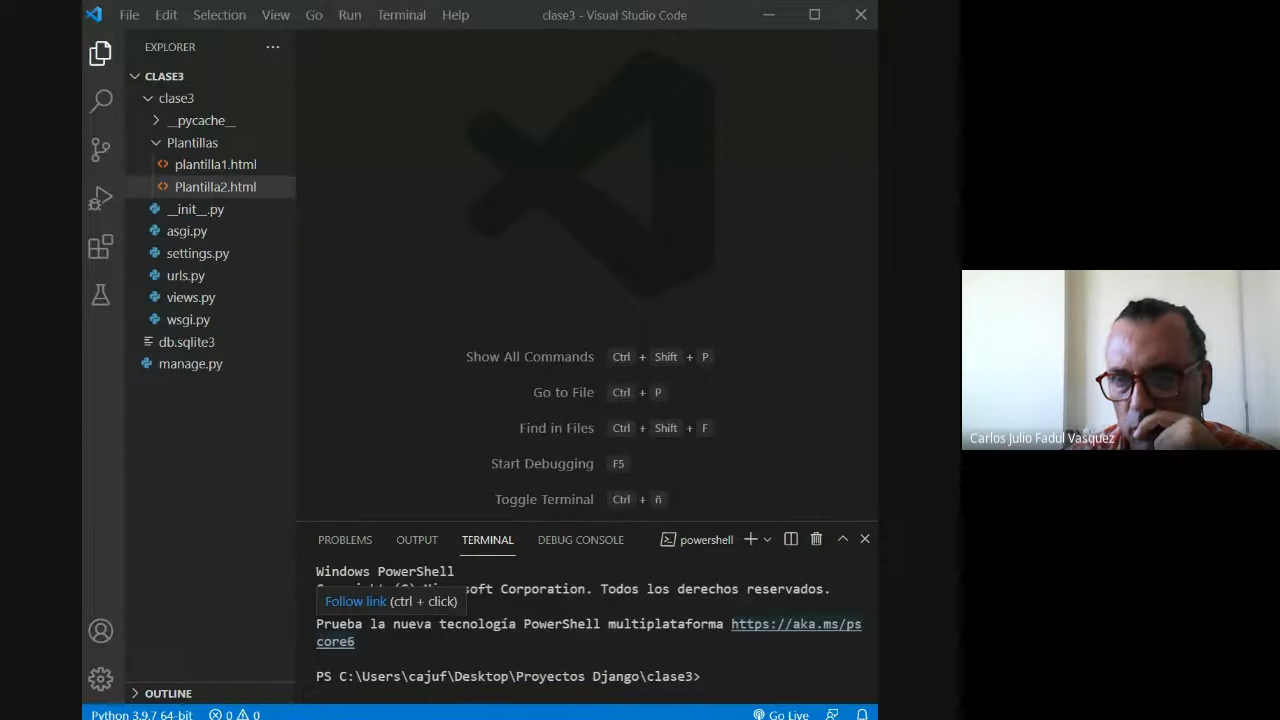 File Edit Selection View Go Run Terminal Help clase3 - Visual Studio Code
EXPLORER
CLASE3
clase3
__pycache__
Plantillas
plantilla1.html
Plantilla2.html
__init__.py
asgi.py
settings.py
urls.py
views.py
wsgi.py
db.sqlite3
manage.py
OUTLINE
Show All Commands Ctrl + Shift + P
Go to File Ctrl + P
Find in Files Ctrl + Shift + F
Start Debugging F5
Toggle Terminal Ctrl + ñ
PROBLEMS OUTPUT TERMINAL DEBUG CONSOLE powershell
Windows PowerShell
Corporation. Todos los derechos reservados.
Follow link (ctrl + click)
Prueba la nueva tecnología PowerShell multiplataforma https://aka.ms/ps
core6
PS C:\Users\cajuf\Desktop\Proyectos Django\clase3>
Python 3.9.7 64-bit 0 0 Go Live
Carlos Julio Fadul Vasquez